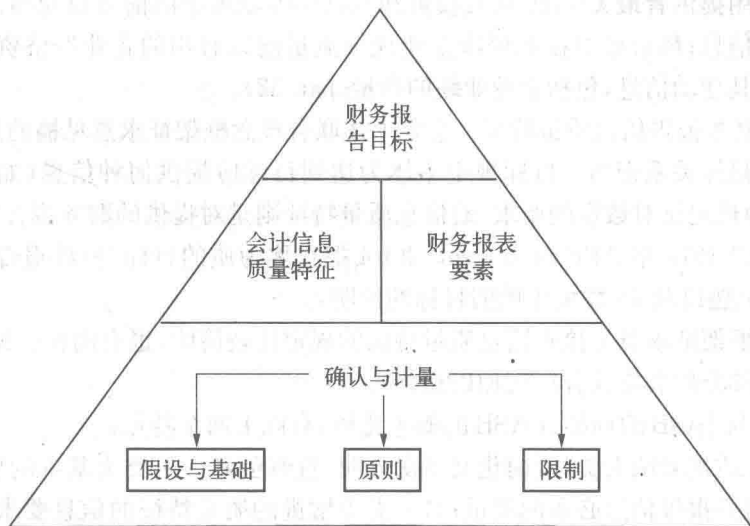 财务报
告目标
会计信息
质量特征
财务报表
要素
确认与计量
假设与基础
原则
限制